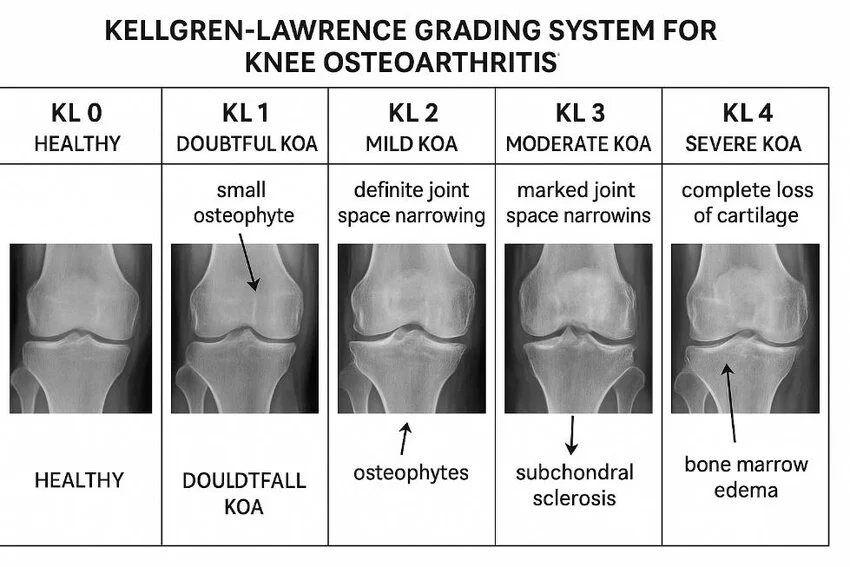 KELLGREN-LAWRENCE GRADING SYSTEM FOR
KNEE OSTEOARTHRITIS
KL 0
HEALTHY
KL 1
DOUBTFUL KOA
KL 2
MILD KOA
KL 3
MODERATE KOA
KL 4
SEVERE KOA
small
osteophyte
definite joint
space narrowing
marked joint
space narrowins
complete loss
of cartilage
HEALTHY
DOULDTFALL
KOA
osteophytes
subchondral
sclerosis
bone marrow
edema